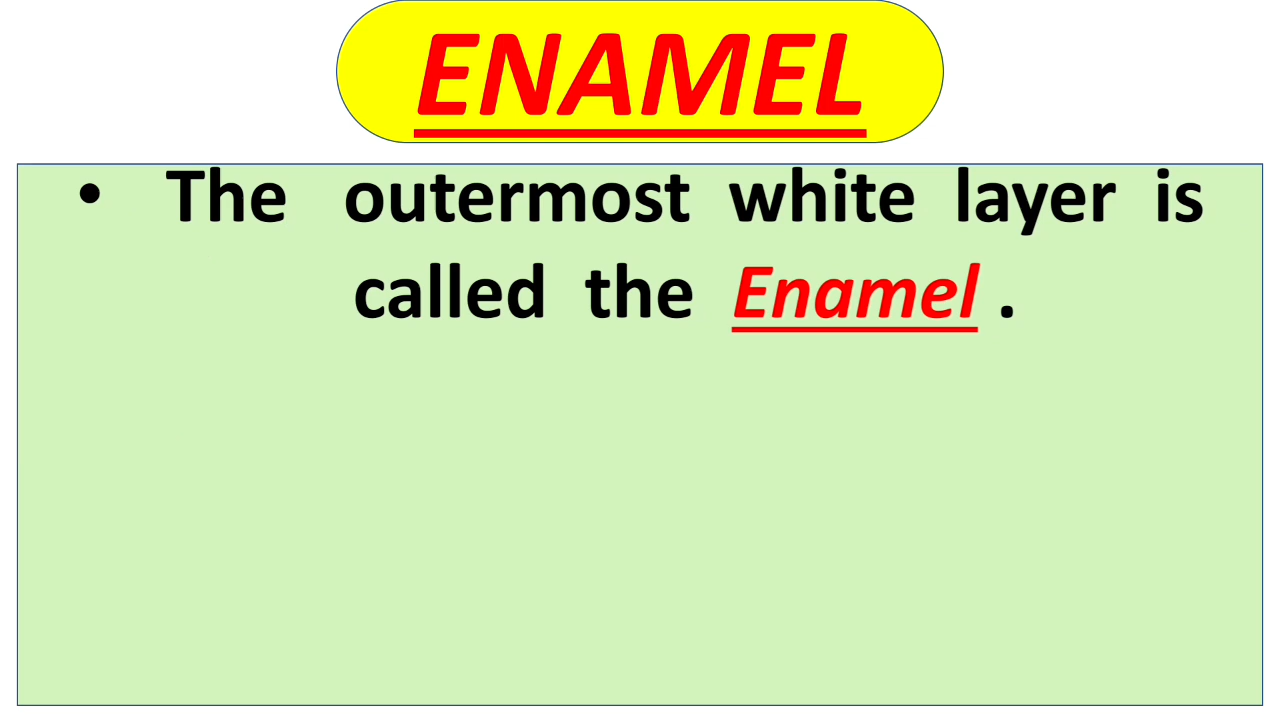 ENAMEL
• The outermost white layer is
called the Enamel .